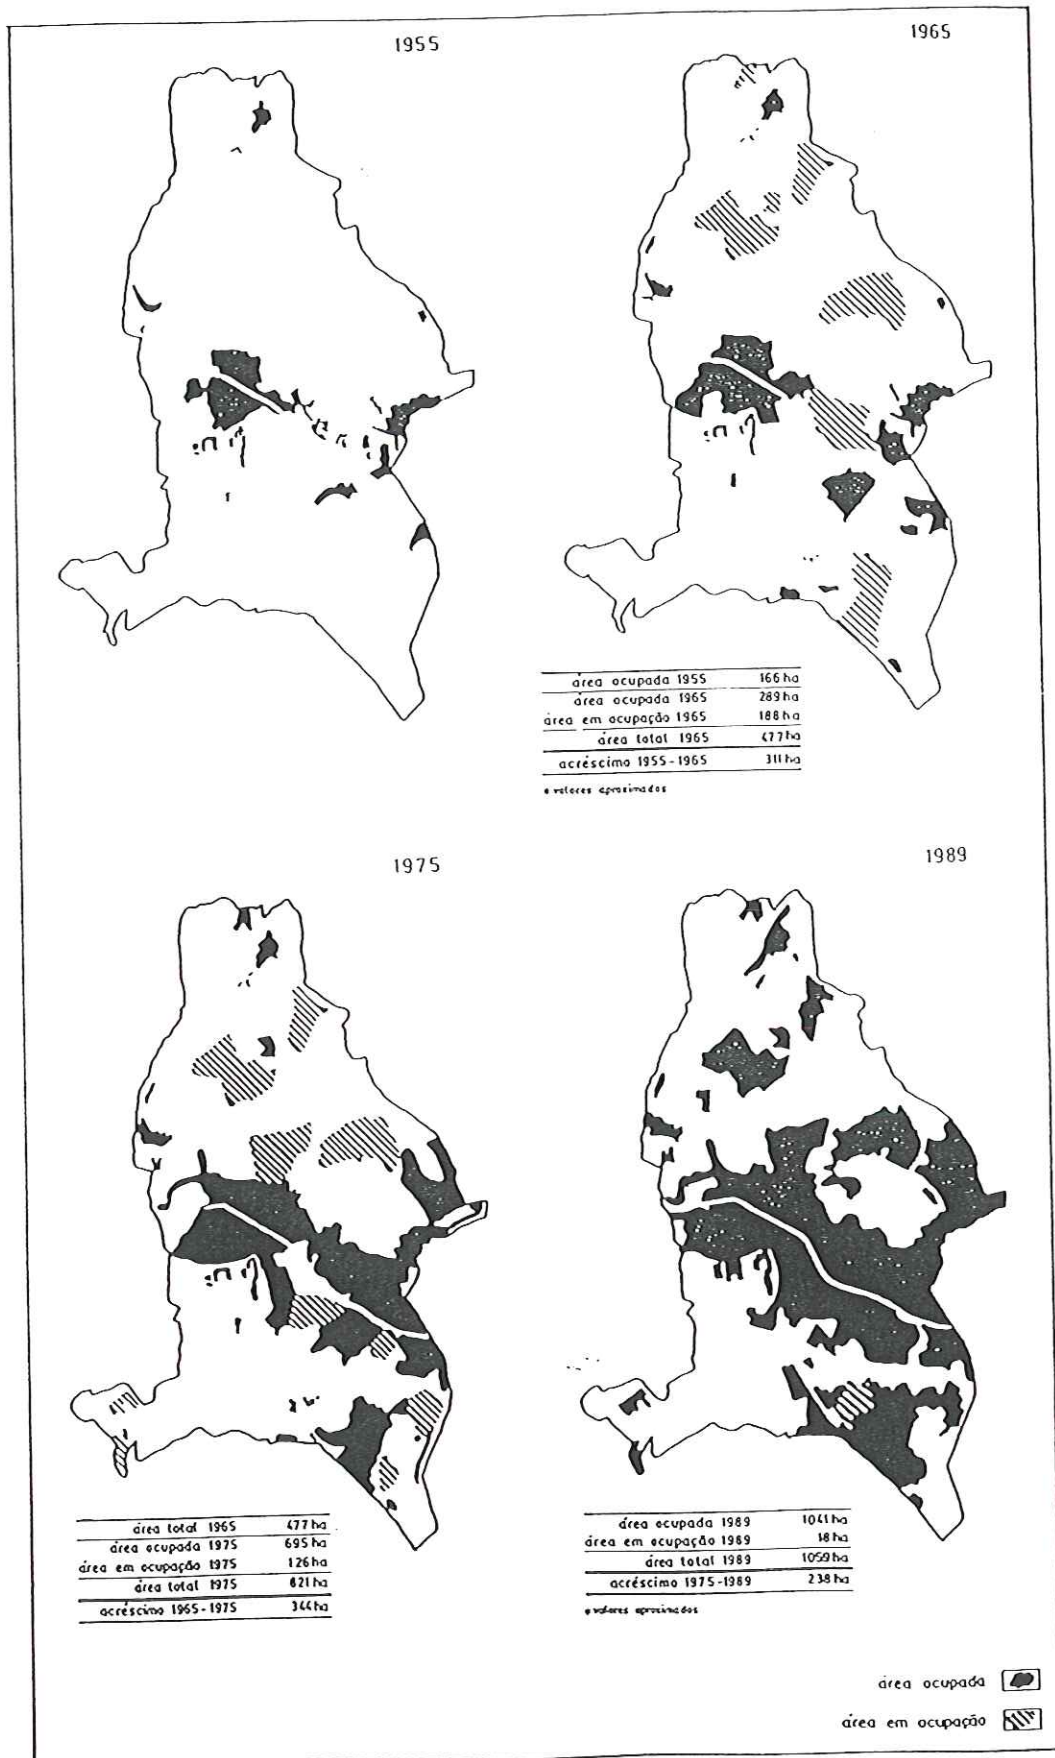 1955
1965
área ocupada 1955 166 ha
área ocupada 1965 289 ha
área em ocupação 1965 188 ha
área total 1965 477 ha
acréscimo 1955-1965 311 ha
• valores aproximados
1975
1989
área total 1965 477 ha
área ocupada 1975 695 ha
área em ocupação 1975 126 ha
área total 1975 821 ha
acréscimo 1965-1975 344 ha
área ocupada 1989 1041 ha
área em ocupação 1989 18 ha
área total 1989 1059 ha
acréscimo 1975-1989 238 ha
• valores aproximados
área ocupada
área em ocupação